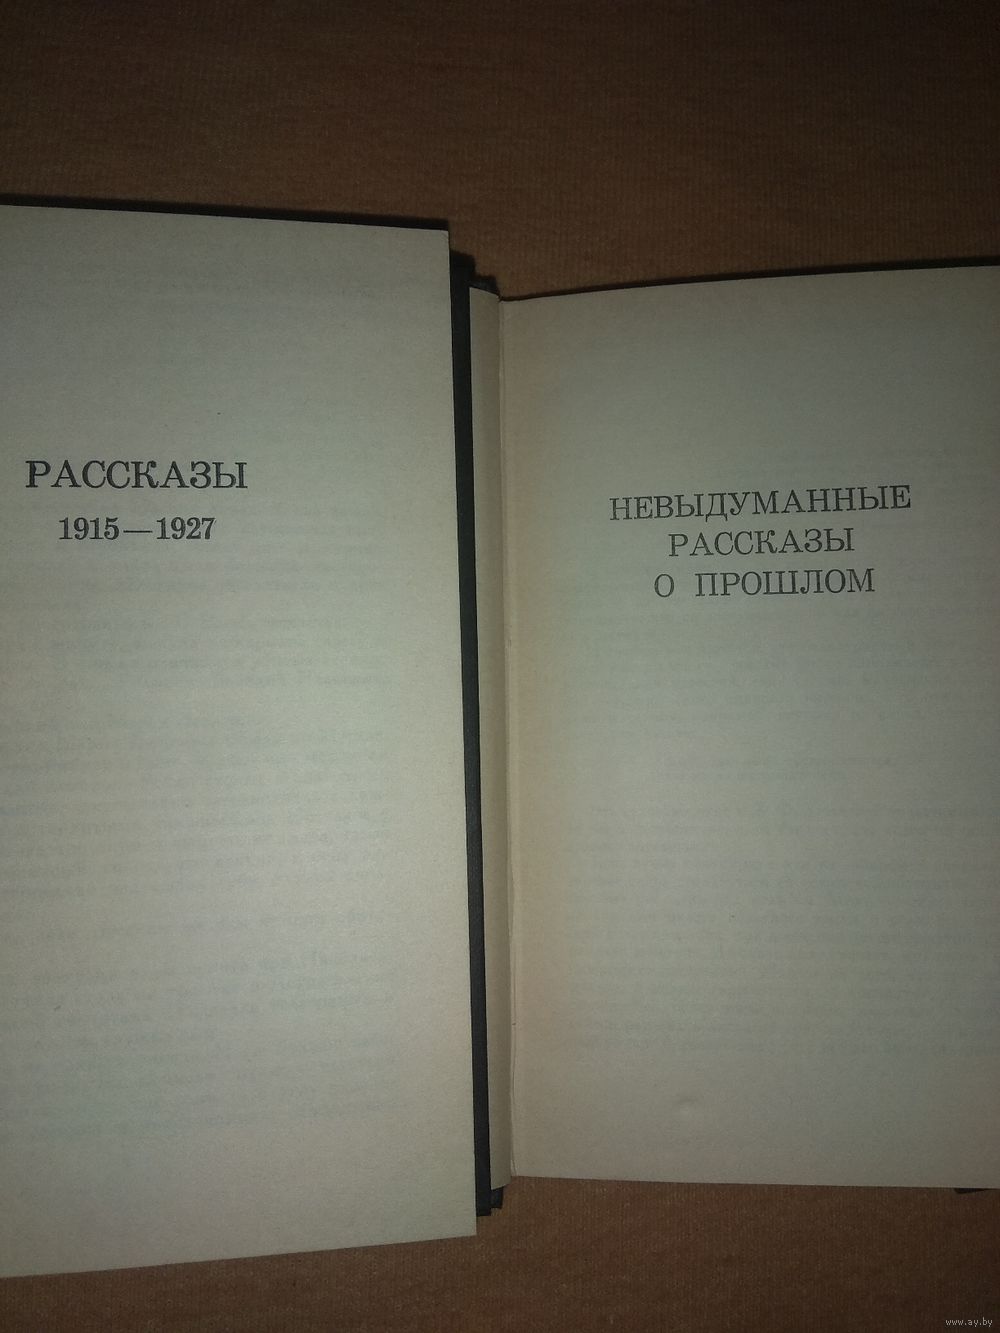 РАССКАЗЫ
1915—1927
НЕВЫДУМАННЫЕ
РАССКАЗЫ
О ПРОШЛОМ
www.ay.by